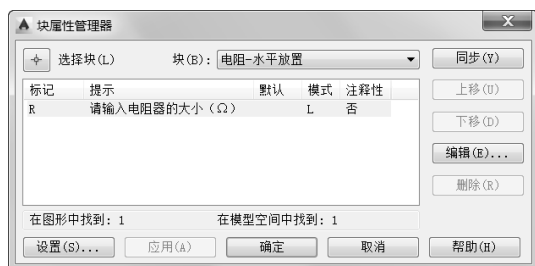 块属性管理器
选择块(L) 块(B): 电阻-水平放置 同步(Y)
标记 提示 默认 模式 注释性 上移(U)
R 请输入电阻器的大小（Ω） L 否
下移(D)
编辑(E)...
删除(R)
在图形中找到: 1 在模型空间中找到: 1
设置(S)... 应用(A) 确定 取消 帮助(H)